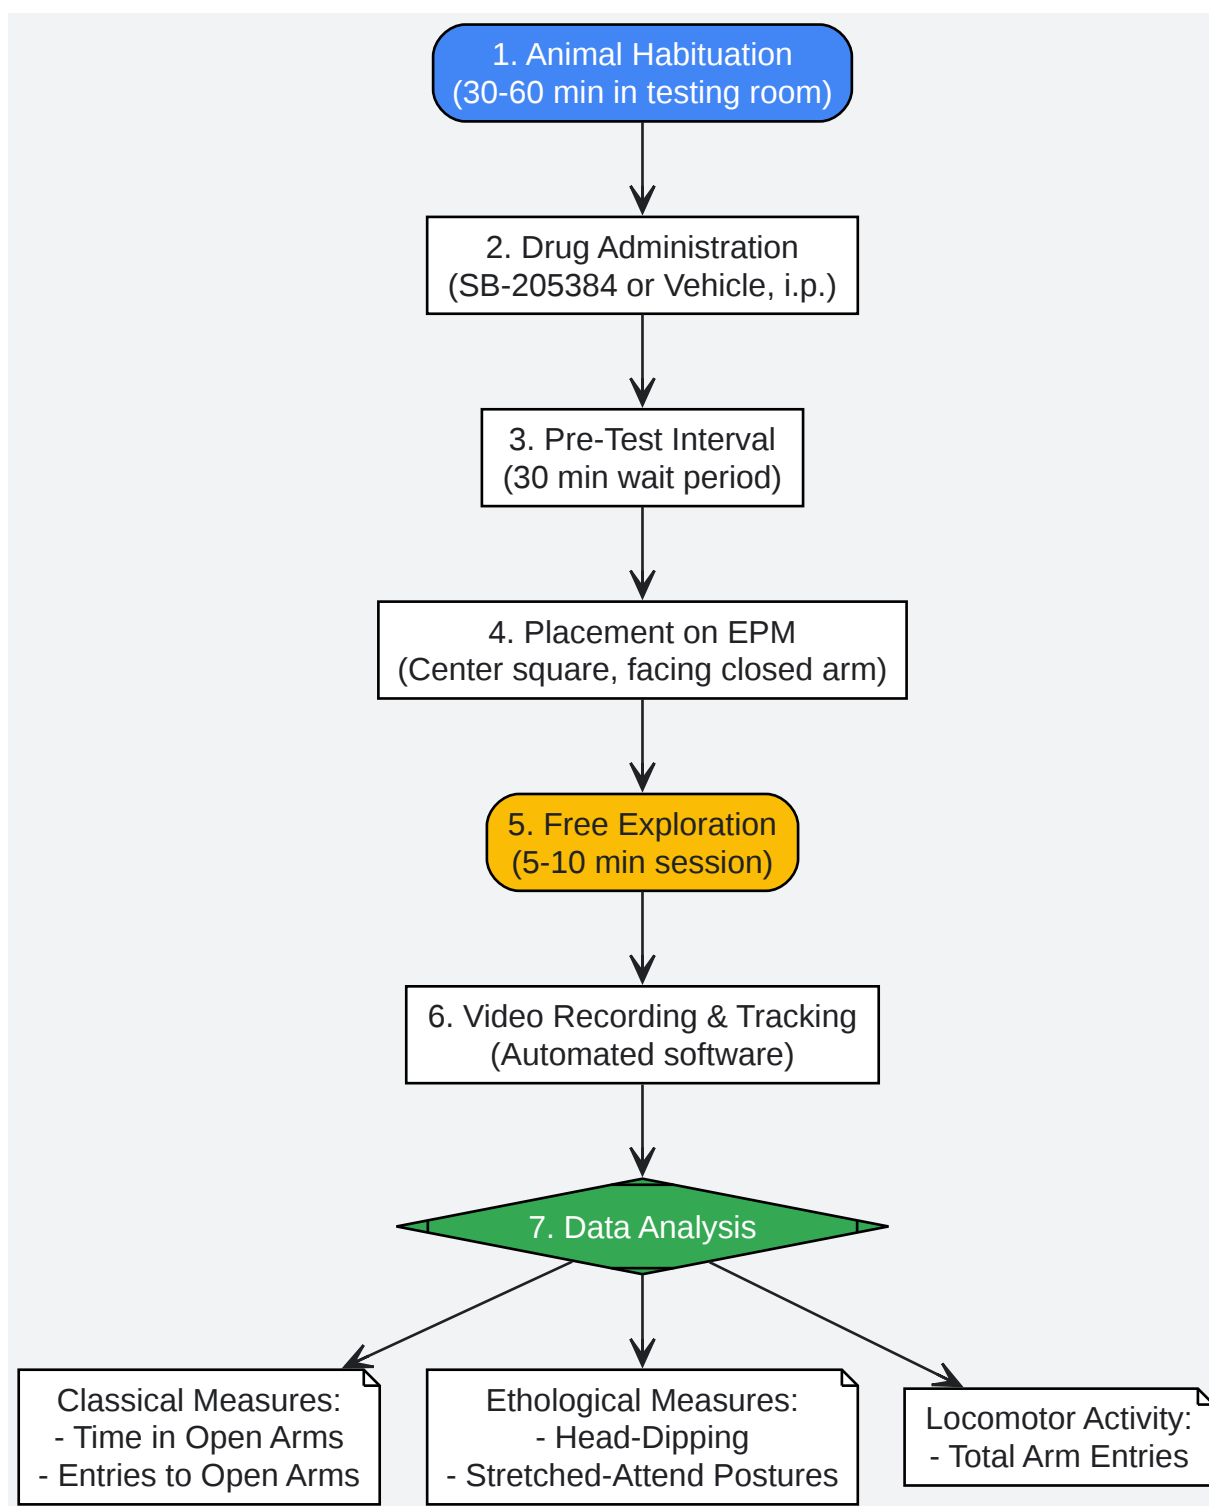 1. Animal Habituation
(30-60 min in testing room)
2. Drug Administration
(SB-205384 or Vehicle, i.p.)
3. Pre-Test Interval
(30 min wait period)
4. Placement on EPM
(Center square, facing closed arm)
5. Free Exploration
(5-10 min session)
6. Video Recording & Tracking
(Automated software)
7. Data Analysis
Classical Measures:
- Time in Open Arms
- Entries to Open Arms
Ethological Measures:
- Head-Dipping
- Stretched-Attend Postures
Locomotor Activity:
- Total Arm Entries